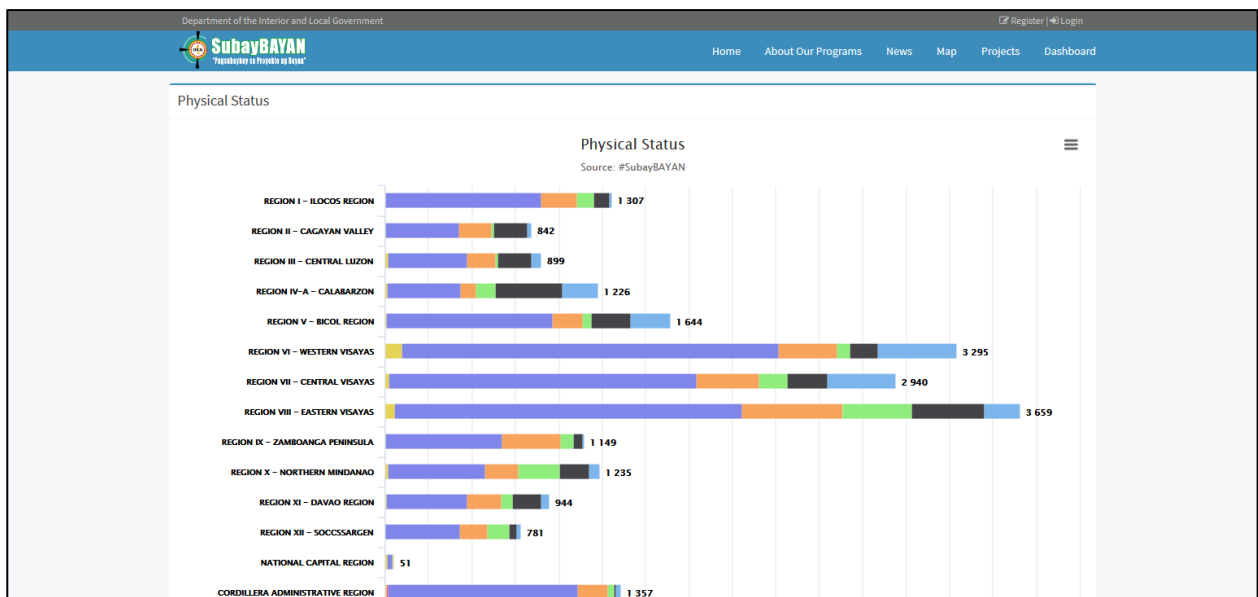 Department of the Interior and Local Government
Register | Login
SubayBAYAN
"Pagsubaybay sa Proyekto ng Bayan"
Home About Our Programs News Map Projects Dashboard
Physical Status
Physical Status
Source: #SubayBAYAN
REGION I – ILOCOS REGION 1 307
REGION II – CAGAYAN VALLEY 842
REGION III – CENTRAL LUZON 899
REGION IV-A – CALABARZON 1 226
REGION V – BICOL REGION 1 644
REGION VI – WESTERN VISAYAS 3 295
REGION VII – CENTRAL VISAYAS 2 940
REGION VIII – EASTERN VISAYAS 3 659
REGION IX – ZAMBOANGA PENINSULA 1 149
REGION X – NORTHERN MINDANAO 1 235
REGION XI – DAVAO REGION 944
REGION XII – SOCCSSARGEN 781
NATIONAL CAPITAL REGION 51
CORDILLERA ADMINISTRATIVE REGION 1 357